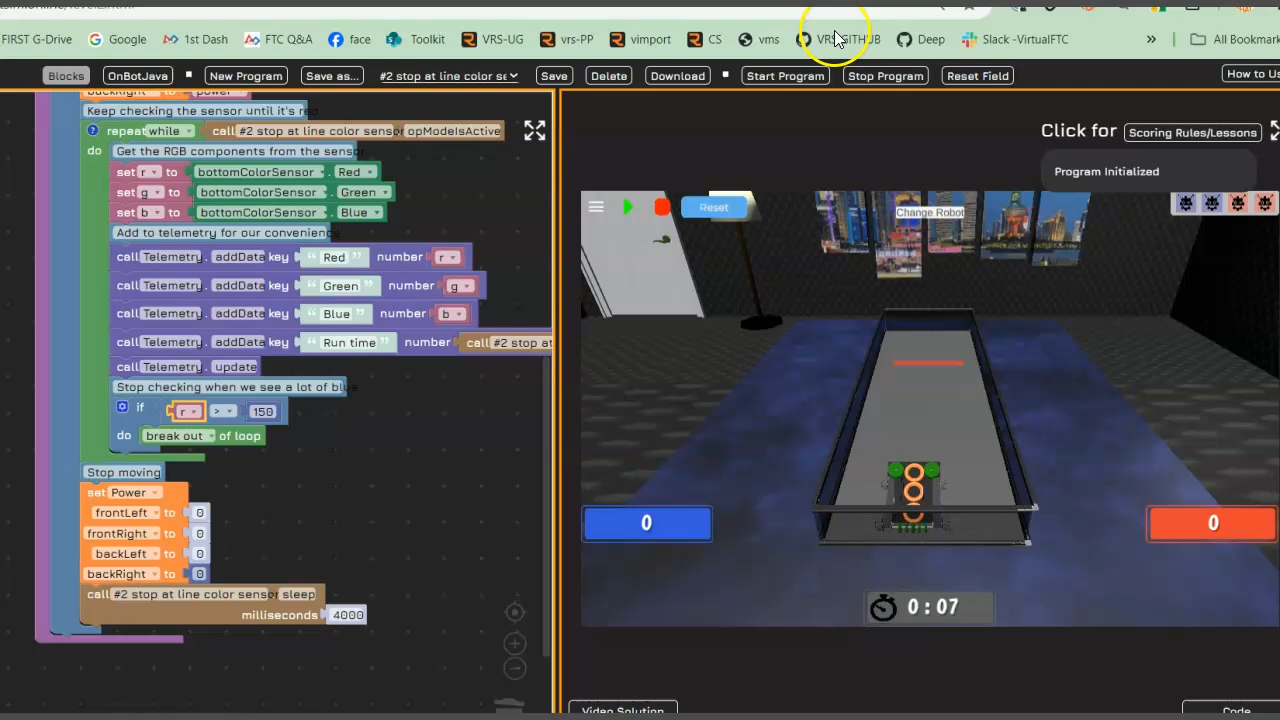 FIRST G-Drive Google 1st Dash FTC Q&A face Toolkit VRS-UG vrs-PP vimport CS vms VRS GITHUB Deep Slack -VirtualFTC » All Bookmar
Blocks OnBotJava New Program Save as... #2 stop at line color se Save Delete Download Start Program Stop Program Reset Field How to Us
backRight to power
Keep checking the sensor until it's red
repeat while call #2 stop at line color sensor opModeIsActive
do Get the RGB components from the sensor
set r to bottomColorSensor . Red
set g to bottomColorSensor . Green
set b to bottomColorSensor . Blue
Add to telemetry for our convenienc
call Telemetry . addData key “ Red ” number r
call Telemetry . addData key “ Green ” number g
call Telemetry . addData key “ Blue ” number b
call Telemetry . addData key “ Run time ” number call #2 stop at
call Telemetry . update
Stop checking when we see a lot of blue
if r > 150
do break out of loop
Stop moving
set Power
frontLeft to 0
frontRight to 0
backLeft to 0
backRight to 0
call #2 stop at line color sensor sleep
milliseconds 4000
Click for Scoring Rules/Lessons
Program Initialized
Reset
Change Robot
0
0
0:07
Video Solution
Code